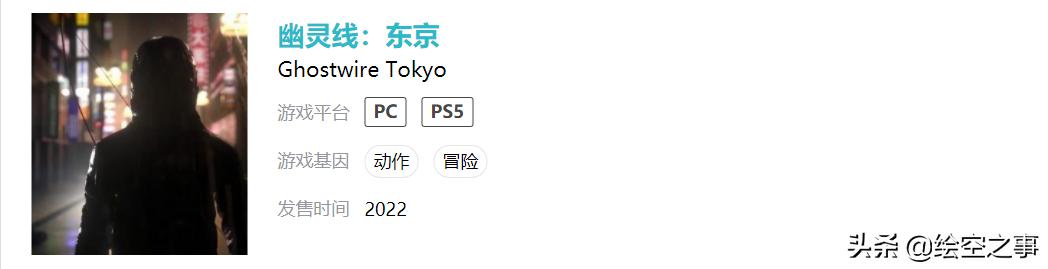 幽灵线：东京
Ghostwire Tokyo
游戏平台 PC PS5
游戏基因 动作 冒险
发售时间 2022
头条 @绘空之事